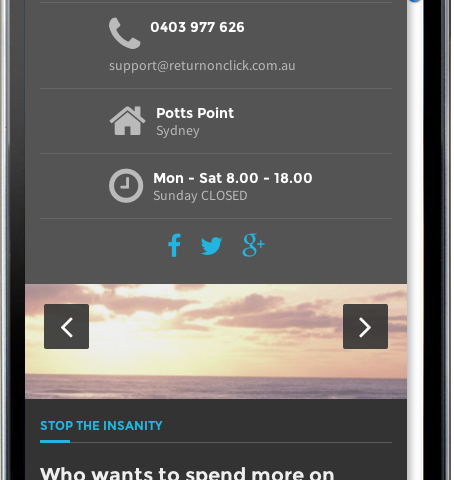 0403 977 626
support@returnonclick.com.au
Potts Point
Sydney
Mon - Sat 8.00 - 18.00
Sunday CLOSED
STOP THE INSANITY
Who wants to spend more on